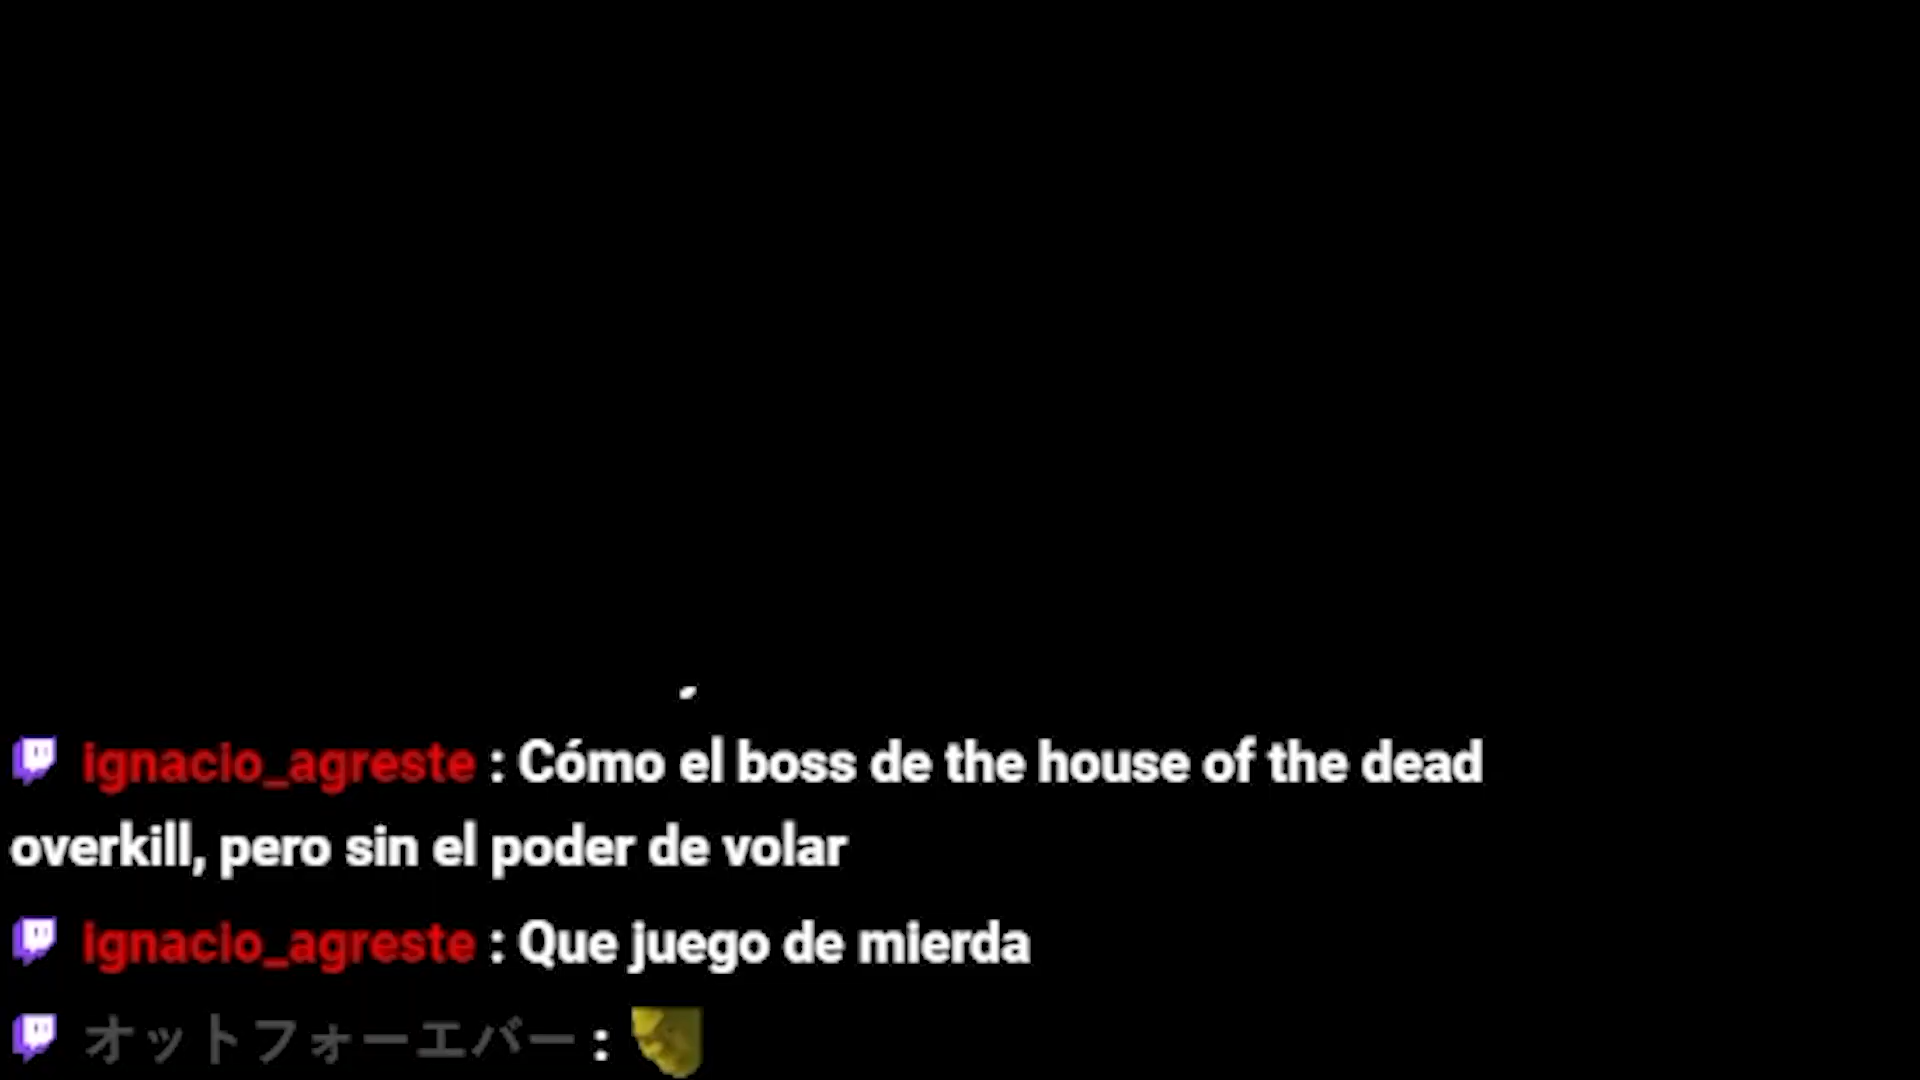 ignacio_agreste : Cómo el boss de the house of the dead
overkill, pero sin el poder de volar
ignacio_agreste : Que juego de mierda
オットフォーエバー :